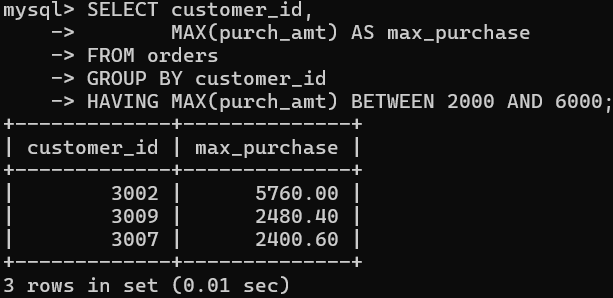 mysql> SELECT customer_id,
    ->        MAX(purch_amt) AS max_purchase
    -> FROM orders
    -> GROUP BY customer_id
    -> HAVING MAX(purch_amt) BETWEEN 2000 AND 6000;
+-------------+--------------+
| customer_id | max_purchase |
+-------------+--------------+
|        3002 |      5760.00 |
|        3009 |      2480.40 |
|        3007 |      2400.60 |
+-------------+--------------+
3 rows in set (0.01 sec)